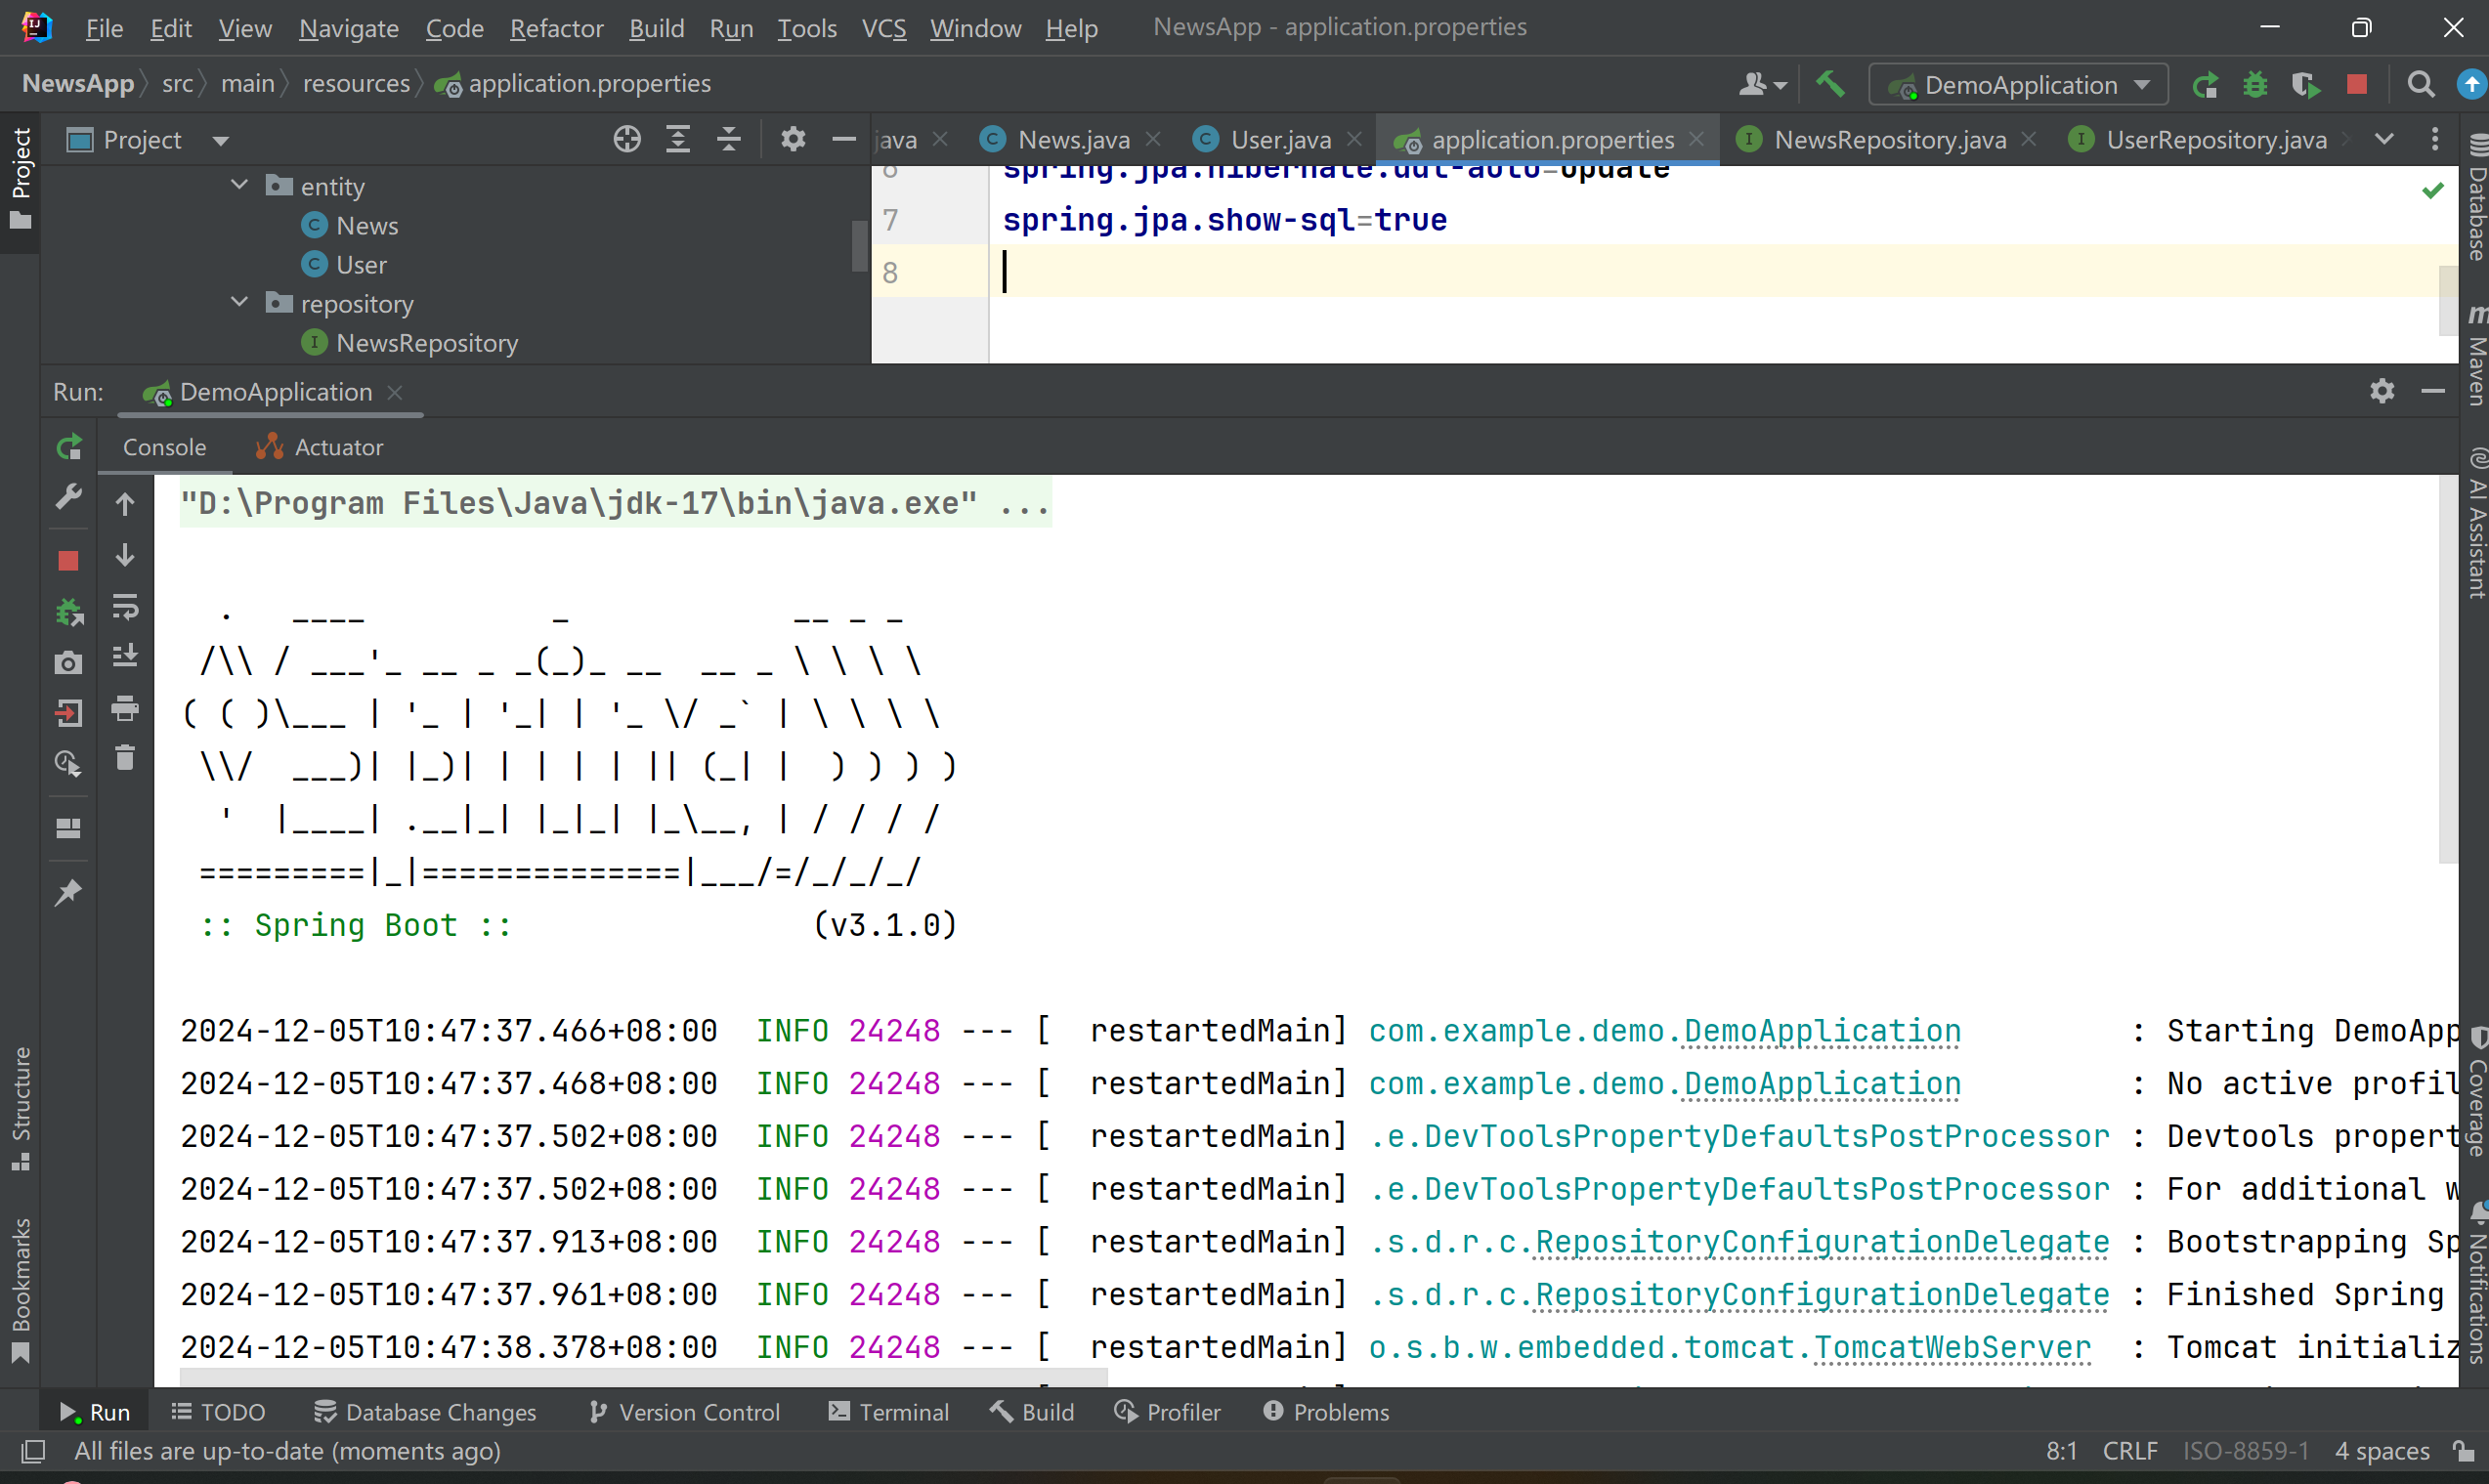 File Edit View Navigate Code Refactor Build Run Tools VCS Window Help NewsApp - application.properties
NewsApp src main resources application.properties DemoApplication
Project java News.java User.java application.properties NewsRepository.java UserRepository.java
Project
entity
News
User
repository
NewsRepository
6 spring.jpa.hibernate.ddl-auto=update
7 spring.jpa.show-sql=true
8
Run: DemoApplication
Console Actuator
"D:\Program Files\Java\jdk-17\bin\java.exe" ...
  .   ____          _            __ _ _
 /\\ / ___'_ __ _ _(_)_ __  __ _ \ \ \ \
( ( )\___ | '_ | '_| | '_ \/ _` | \ \ \ \
 \\/  ___)| |_)| | | | | || (_| |  ) ) ) )
  '  |____| .__|_| |_|_| |_\__, | / / / /
 =========|_|==============|___/=/_/_/_/
 :: Spring Boot ::                (v3.1.0)
2024-12-05T10:47:37.466+08:00  INFO 24248 --- [  restartedMain] com.example.demo.DemoApplication         : Starting DemoApp
2024-12-05T10:47:37.468+08:00  INFO 24248 --- [  restartedMain] com.example.demo.DemoApplication         : No active profil
2024-12-05T10:47:37.502+08:00  INFO 24248 --- [  restartedMain] .e.DevToolsPropertyDefaultsPostProcessor : Devtools propert
2024-12-05T10:47:37.502+08:00  INFO 24248 --- [  restartedMain] .e.DevToolsPropertyDefaultsPostProcessor : For additional w
2024-12-05T10:47:37.913+08:00  INFO 24248 --- [  restartedMain] .s.d.r.c.RepositoryConfigurationDelegate : Bootstrapping Sp
2024-12-05T10:47:37.961+08:00  INFO 24248 --- [  restartedMain] .s.d.r.c.RepositoryConfigurationDelegate : Finished Spring
2024-12-05T10:47:38.378+08:00  INFO 24248 --- [  restartedMain] o.s.b.w.embedded.tomcat.TomcatWebServer  : Tomcat initializ
Structure
Bookmarks
Database
Maven
AI Assistant
Coverage
Notifications
Run TODO Database Changes Version Control Terminal Build Profiler Problems
All files are up-to-date (moments ago) 8:1 CRLF ISO-8859-1 4 spaces